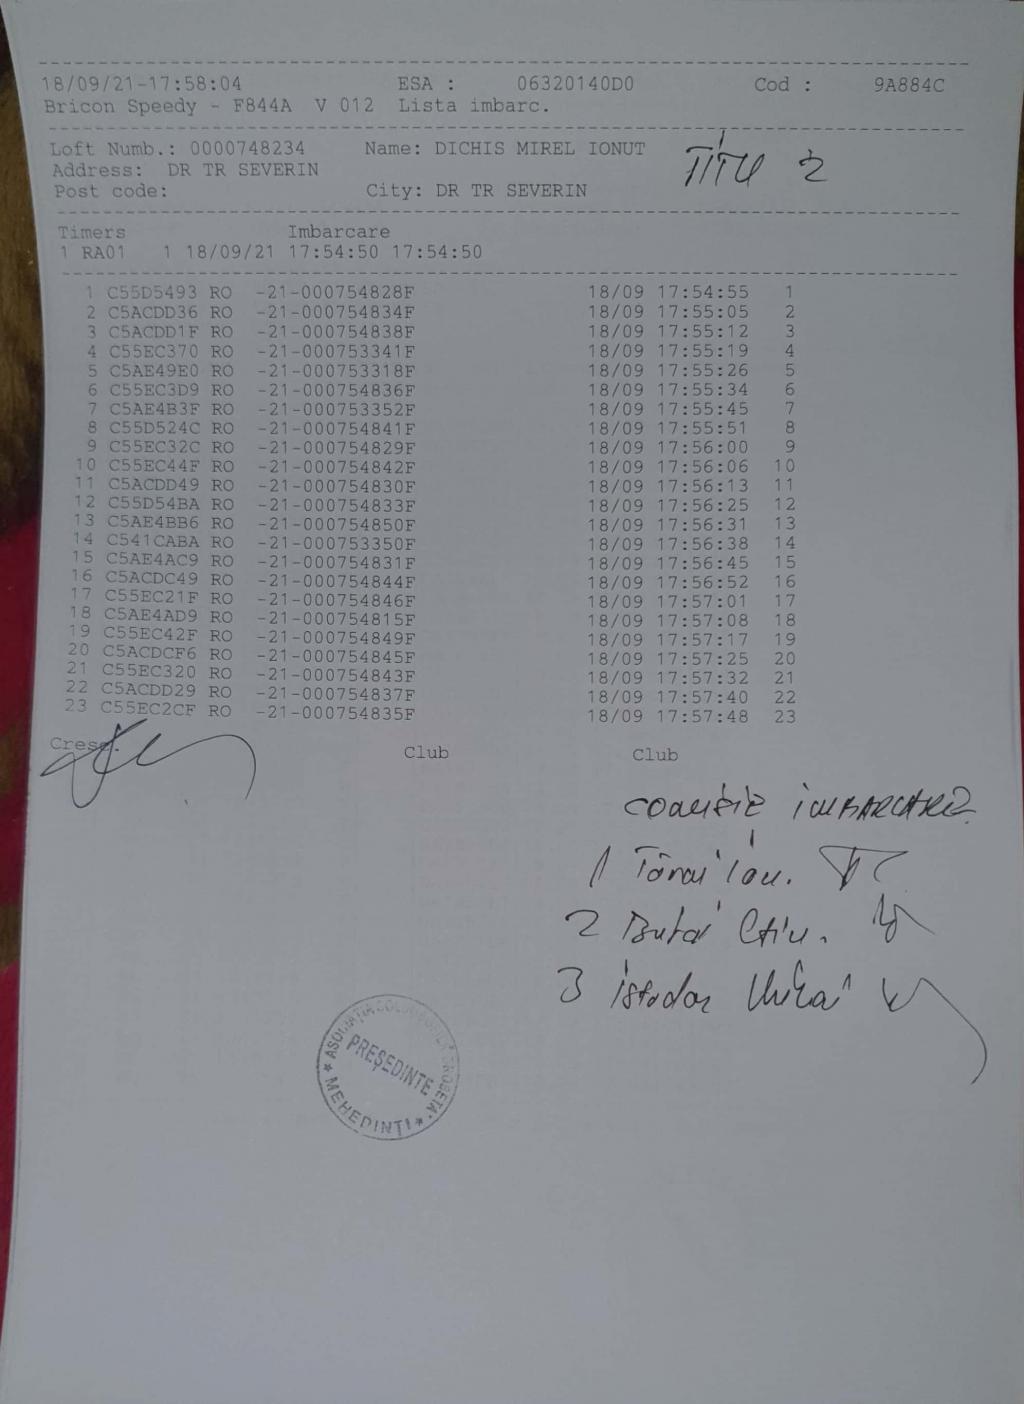 18/09/21-17:58:04 ESA : 06320140D0 Cod : 9A884C
Bricon Speedy - F844A V 012 Lista imbarc.
Loft Numb.: 0000748234 Name: DICHIS MIREL IONUT
TITU 2
Address: DR TR SEVERIN
Post code: City: DR TR SEVERIN
Timers Imbarcare
1 RA01 1 18/09/21 17:54:50 17:54:50
1 C55D5493 RO -21-000754828F 18/09 17:54:55 1
2 C5ACDD36 RO -21-000754834F 18/09 17:55:05 2
3 C5ACDD1F RO -21-000754838F 18/09 17:55:12 3
4 C55EC370 RO -21-000753341F 18/09 17:55:19 4
5 C5AE49E0 RO -21-000753318F 18/09 17:55:26 5
6 C55EC3D9 RO -21-000754836F 18/09 17:55:34 6
7 C5AE4B3F RO -21-000753352F 18/09 17:55:45 7
8 C55D524C RO -21-000754841F 18/09 17:55:51 8
9 C55EC32C RO -21-000754829F 18/09 17:56:00 9
10 C55EC44F RO -21-000754842F 18/09 17:56:06 10
11 C5ACDD49 RO -21-000754830F 18/09 17:56:13 11
12 C55D54BA RO -21-000754833F 18/09 17:56:25 12
13 C5AE4BB6 RO -21-000754850F 18/09 17:56:31 13
14 C541CABA RO -21-000753350F 18/09 17:56:38 14
15 C5AE4AC9 RO -21-000754831F 18/09 17:56:45 15
16 C5ACDC49 RO -21-000754844F 18/09 17:56:52 16
17 C55EC21F RO -21-000754846F 18/09 17:57:01 17
18 C5AE4AD9 RO -21-000754815F 18/09 17:57:08 18
19 C55EC42F RO -21-000754849F 18/09 17:57:17 19
20 C5ACDCF6 RO -21-000754845F 18/09 17:57:25 20
21 C55EC320 RO -21-000754843F 18/09 17:57:32 21
22 C5ACDD29 RO -21-000754837F 18/09 17:57:40 22
23 C55EC2CF RO -21-000754835F 18/09 17:57:48 23
Cresc. Club Club
COMISIE IMBARCARE
1 Ion.
2
3 Istodor Mihai
ASOCIAȚIA DROBETA
PREȘEDINTE
MEHEDINȚI